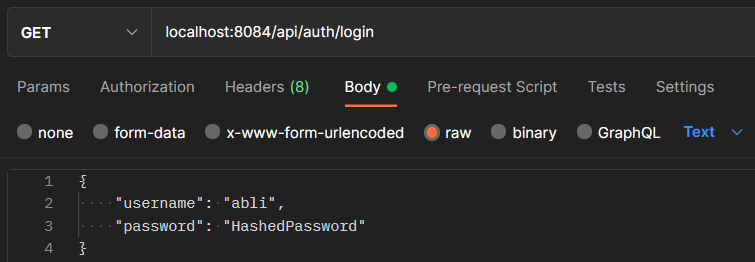 GET localhost:8084/api/auth/login
Params Authorization Headers (8) Body Pre-request Script Tests Settings
none form-data x-www-form-urlencoded raw binary GraphQL Text
1 {
2 "username": "abli",
3 "password": "HashedPassword"
4 }